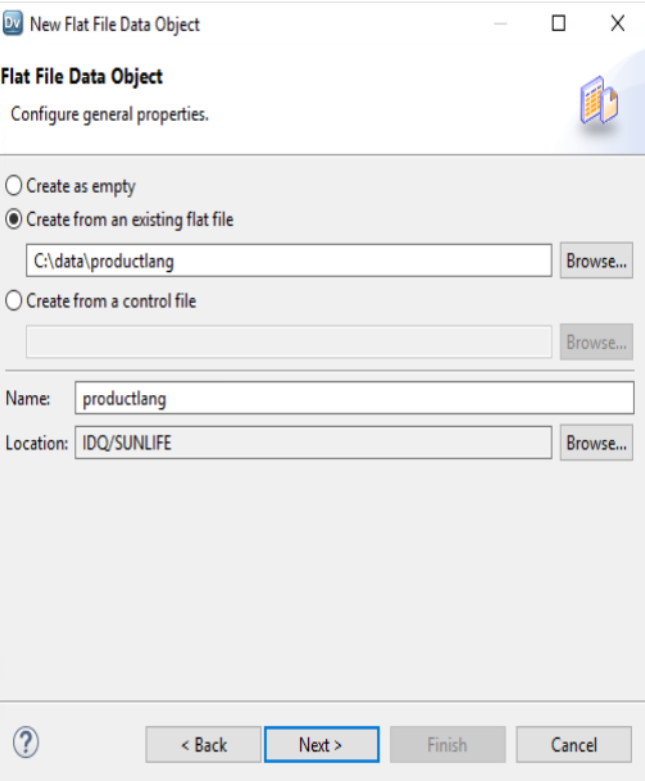 Dv New Flat File Data Object
Flat File Data Object
Configure general properties.
Create as empty
Create from an existing flat file
C:\data\productlang Browse...
Create from a control file
Browse...
Name: productlang
Location: IDQ/SUNLIFE Browse...
? < Back Next > Finish Cancel